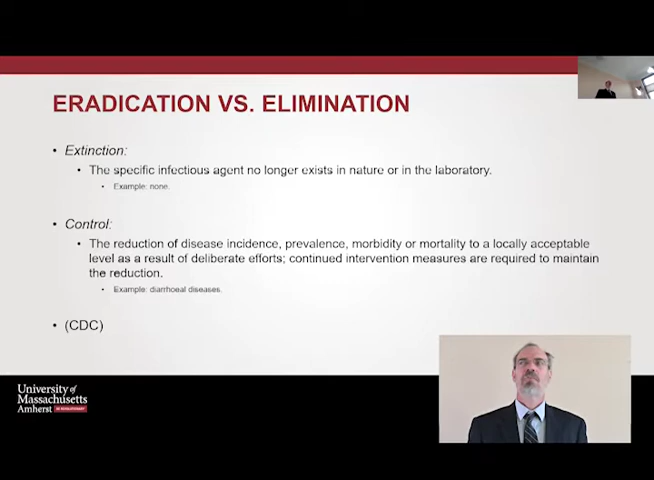 ERADICATION VS. ELIMINATION
• Extinction:
• The specific infectious agent no longer exists in nature or in the laboratory.
• Example: none.
• Control:
• The reduction of disease incidence, prevalence, morbidity or mortality to a locally acceptable
level as a result of deliberate efforts; continued intervention measures are required to maintain
the reduction.
• Example: diarrhoeal diseases.
• (CDC)
University of
Massachusetts
Amherst BE REVOLUTIONARY